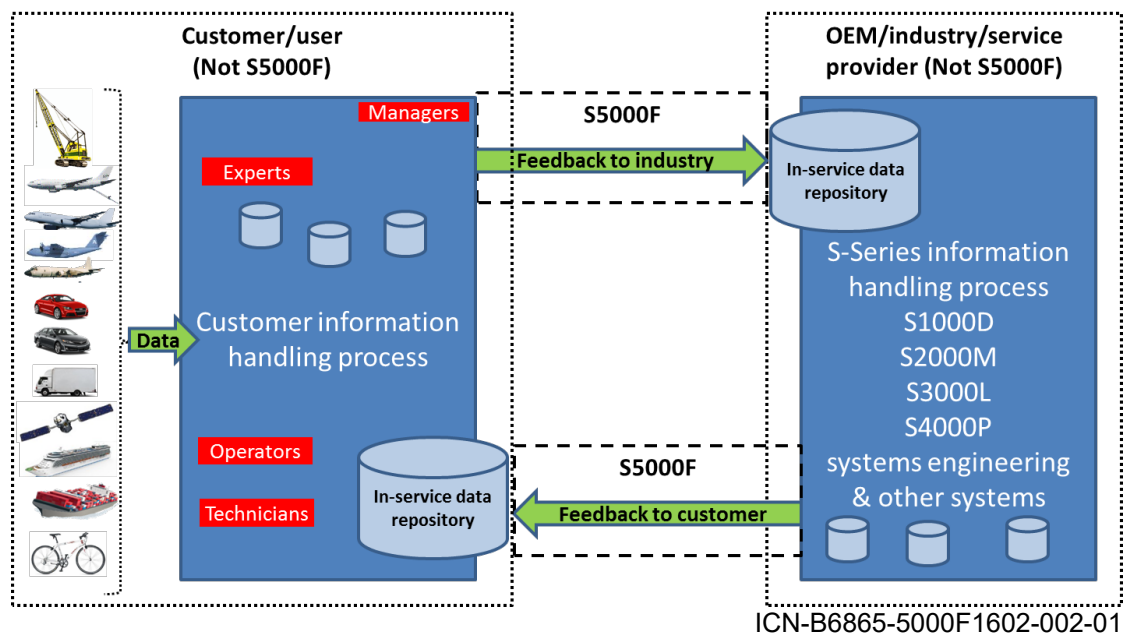 Customer/user
(Not S5000F)
OEM/industry/service
provider (Not S5000F)
Managers
S5000F
Feedback to industry
In-service data
repository
Experts
S-Series information
handling process
S1000D
S2000M
S3000L
S4000P
systems engineering
& other systems
Data
Customer information
handling process
Operators
Technicians
In-service data
repository
S5000F
Feedback to customer
ICN-B6865-5000F1602-002-01